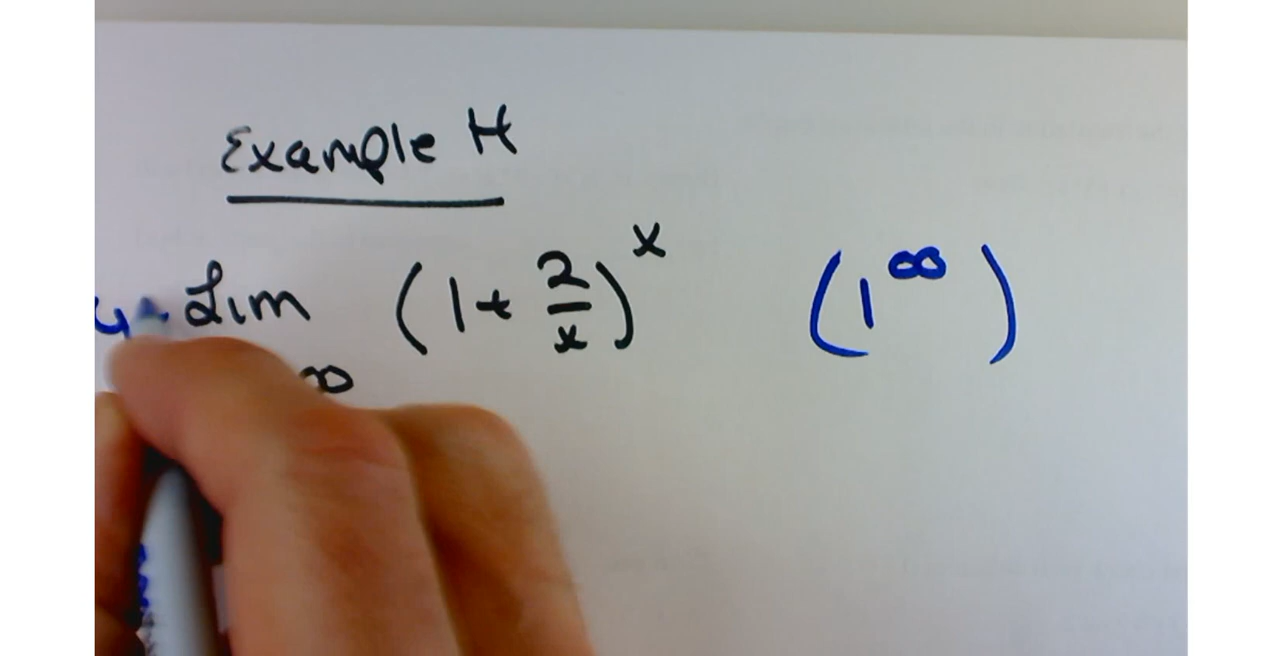 Example H
y= Lim (1+ 2/x)^x (1^∞)
∞